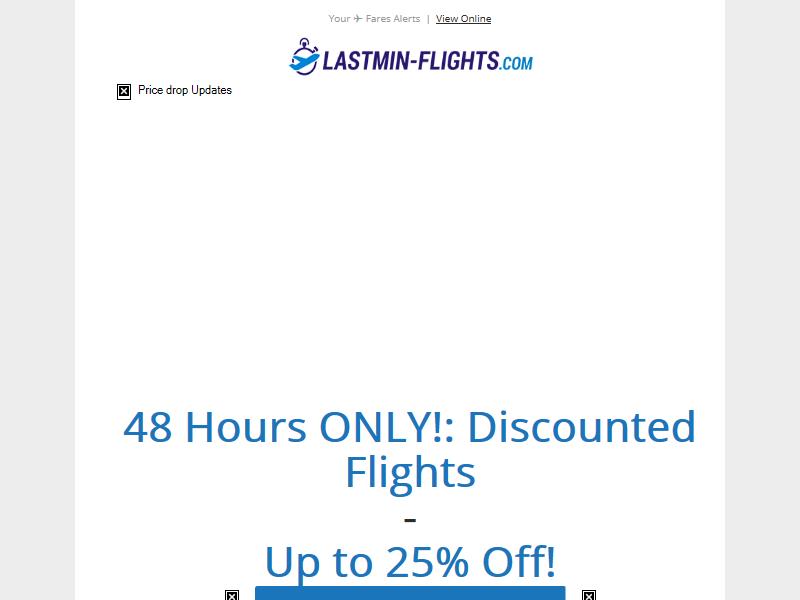 Your ✈ Fares Alerts | View Online
LASTMIN-FLIGHTS.COM
Price drop Updates
48 Hours ONLY!: Discounted
Flights
-
Up to 25% Off!